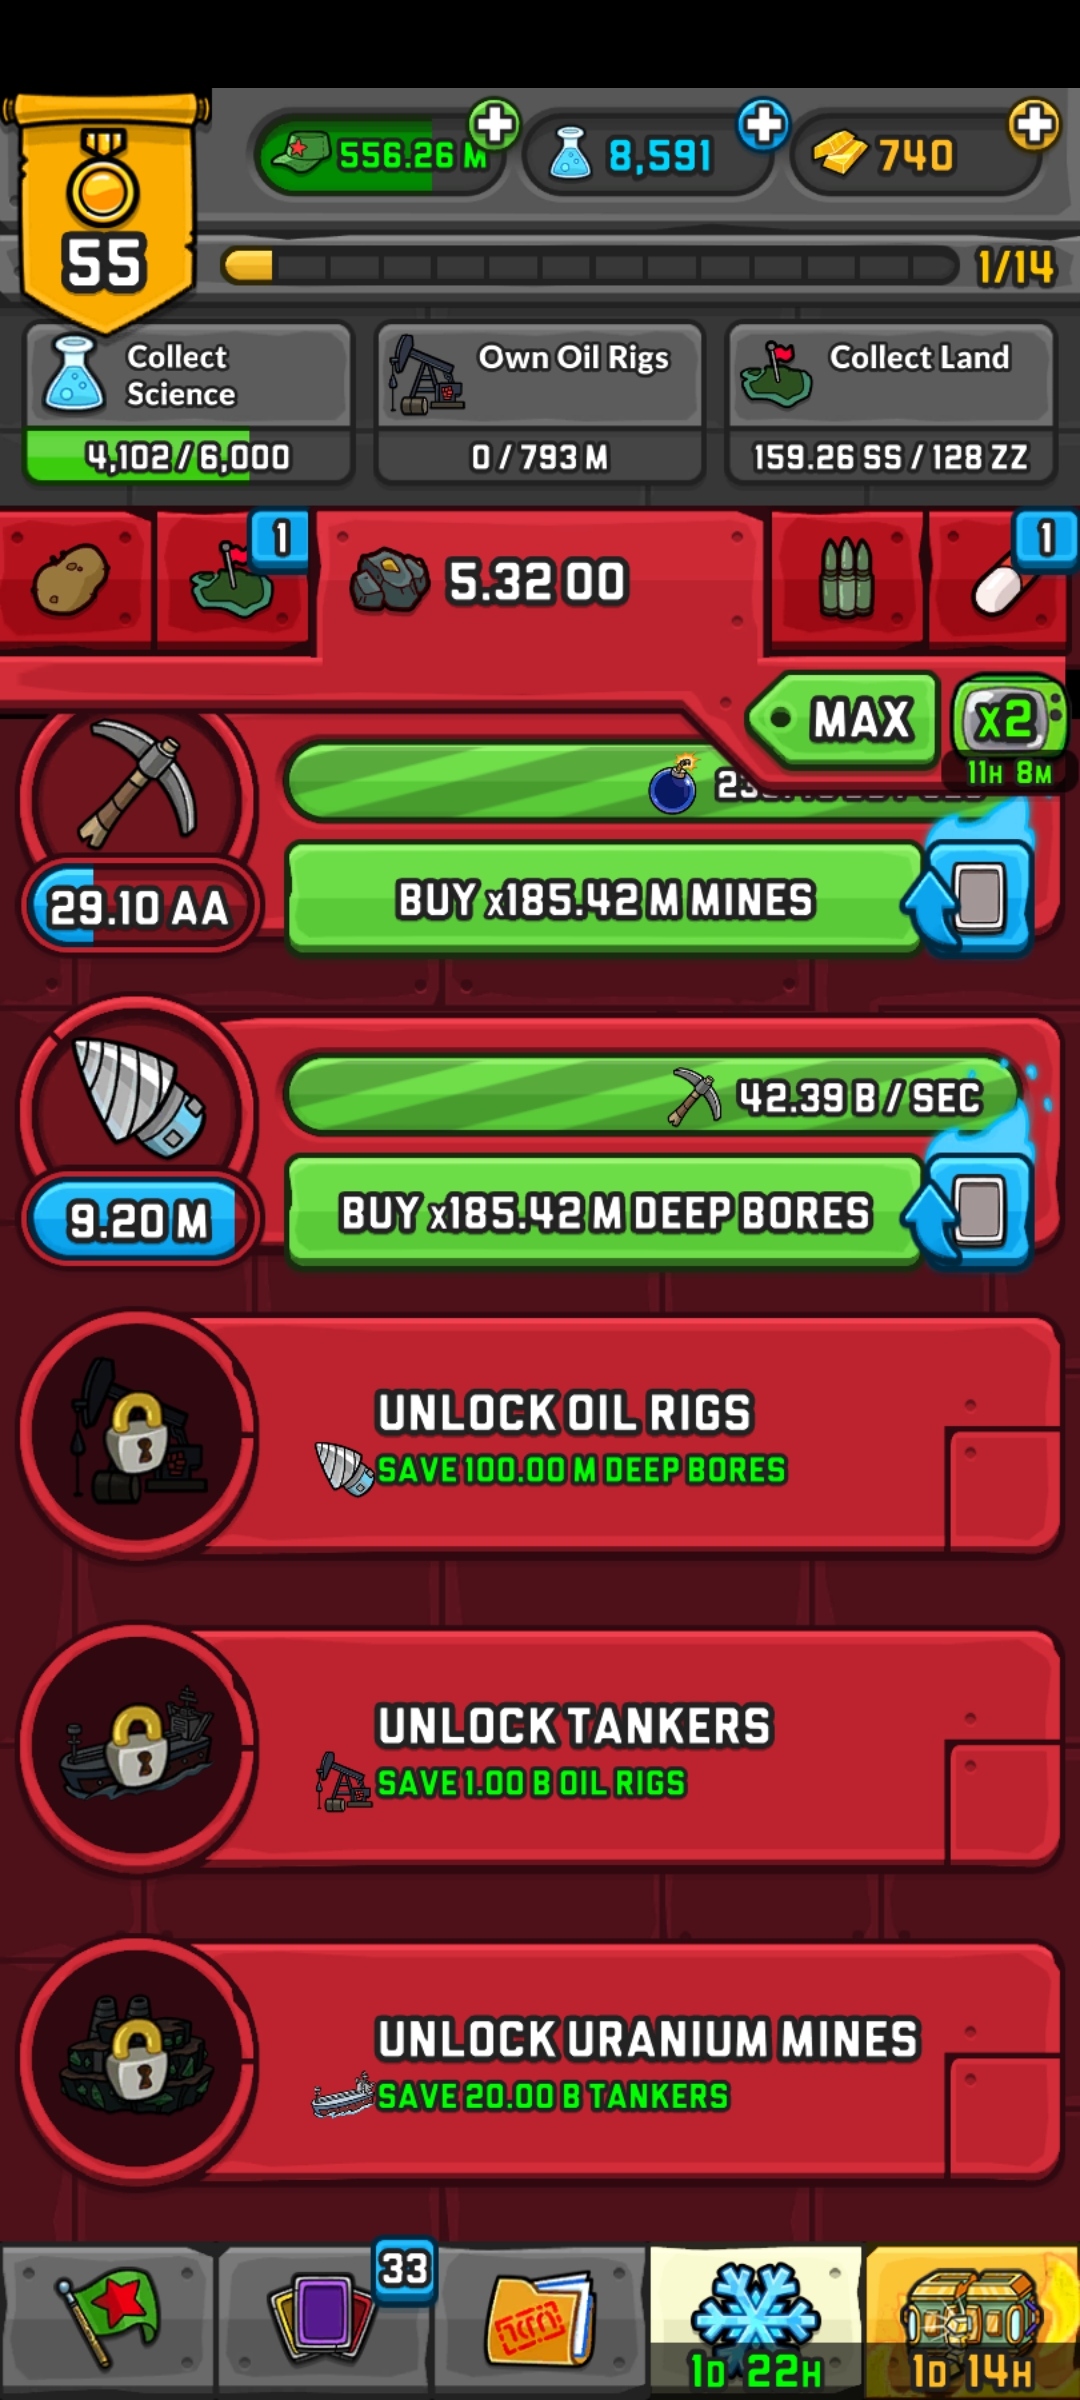 55
556.26 M
8,591
740
1/14
Collect
Science
4,102/6,000
Own Oil Rigs
0/793 M
Collect Land
159.26 SS/128 ZZ
1
5.32 OO
1
MAX
x2
11H 8M
29.10 AA
BUY x185.42 M MINES
42.39 B / SEC
9.20 M
BUY x185.42 M DEEP BORES
UNLOCK OIL RIGS
SAVE 100.00 M DEEP BORES
UNLOCK TANKERS
SAVE 1.00 B OIL RIGS
UNLOCK URANIUM MINES
SAVE 20.00 B TANKERS
33
1D 22H
1D 14H